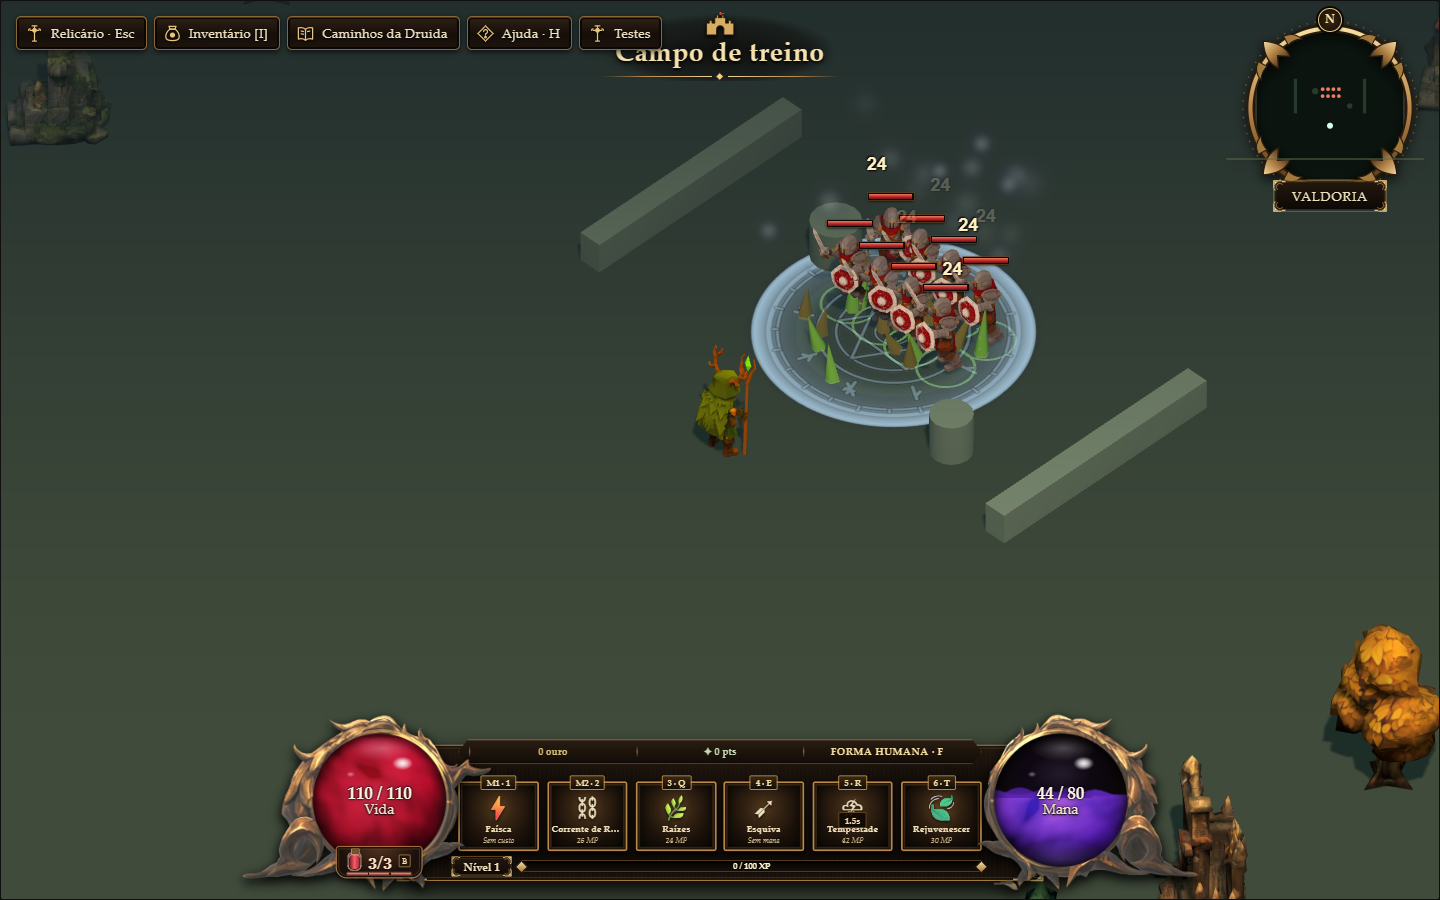 Relicário · Esc
Inventário [I]
Caminhos da Druida
Ajuda · H
Testes
Campo de treino
N
VALDORIA
24
24
24
24
24
24
110 / 110
Vida
3/3
B
0 ouro
0 pts
FORMA HUMANA · F
M1 · 1
Faísca
Sem custo
M2 · 2
Corrente de R...
26 MP
3 · Q
Raízes
24 MP
4 · E
Esquiva
Sem mana
5 · R
1.5s
Tempestade
42 MP
6 · T
Rejuvenescer
30 MP
44 / 80
Mana
Nível 1
0 / 100 XP